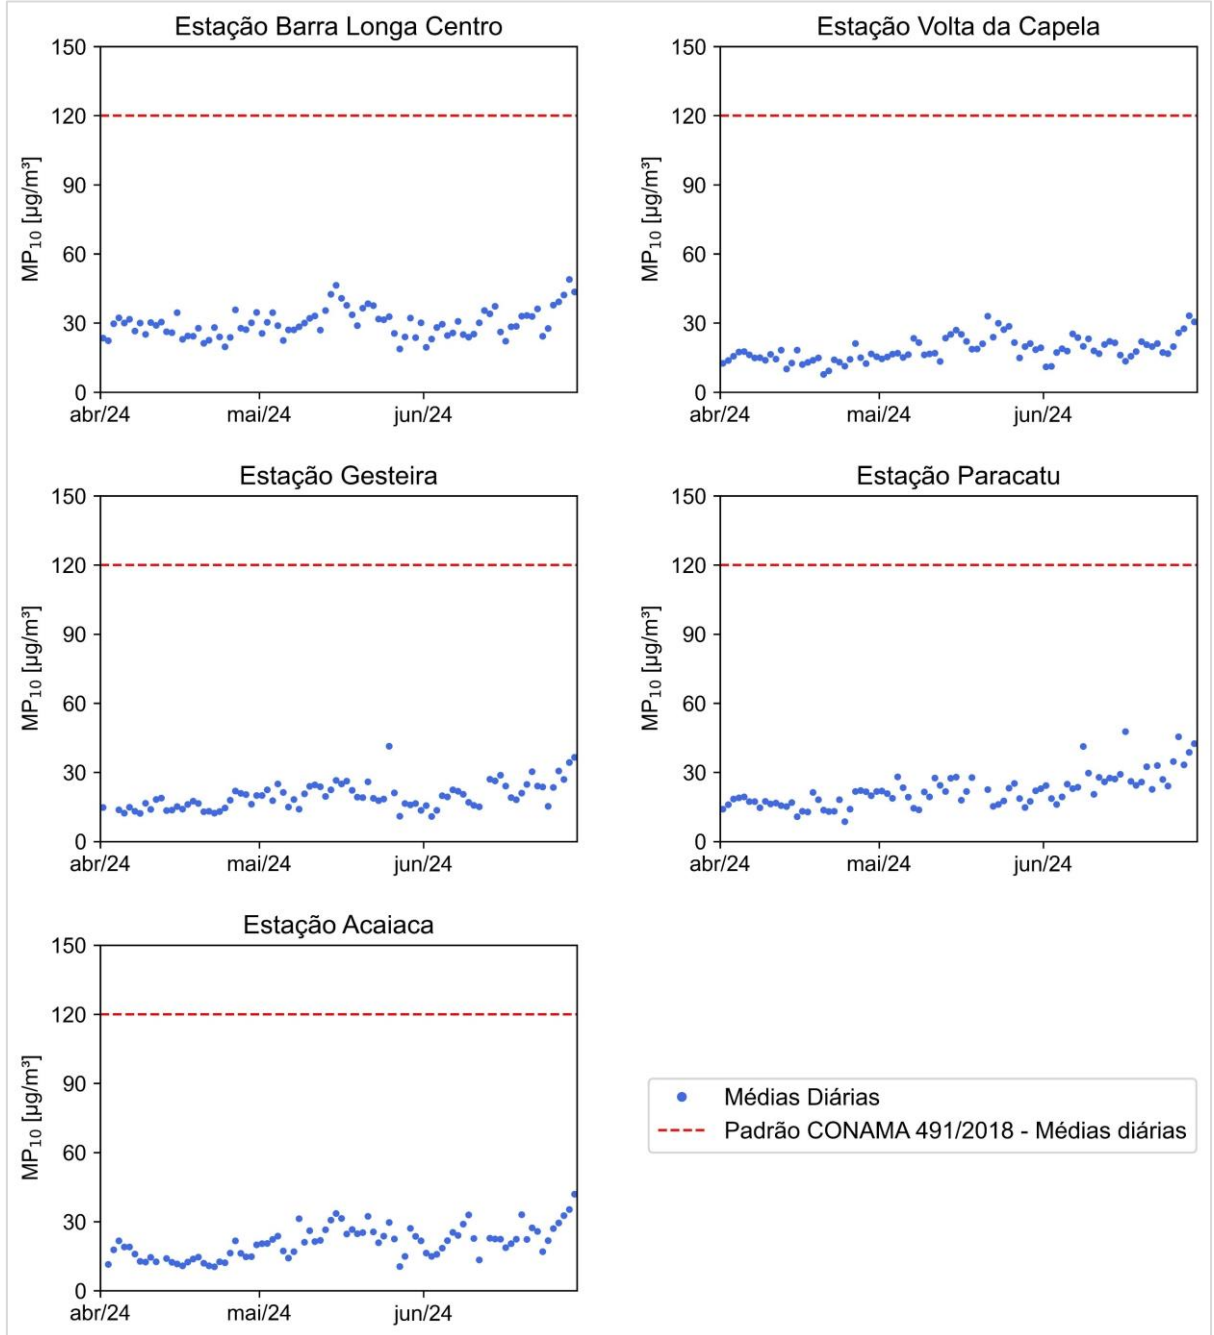 Estação Barra Longa Centro
150
120
90
60
30
0
MP₁₀ [µg/m³]
abr/24 mai/24 jun/24
Estação Volta da Capela
150
120
90
60
30
0
MP₁₀ [µg/m³]
abr/24 mai/24 jun/24
Estação Gesteira
150
120
90
60
30
0
MP₁₀ [µg/m³]
abr/24 mai/24 jun/24
Estação Paracatu
150
120
90
60
30
0
MP₁₀ [µg/m³]
abr/24 mai/24 jun/24
Estação Acaiaca
150
120
90
60
30
0
MP₁₀ [µg/m³]
abr/24 mai/24 jun/24
Médias Diárias
Padrão CONAMA 491/2018 - Médias diárias